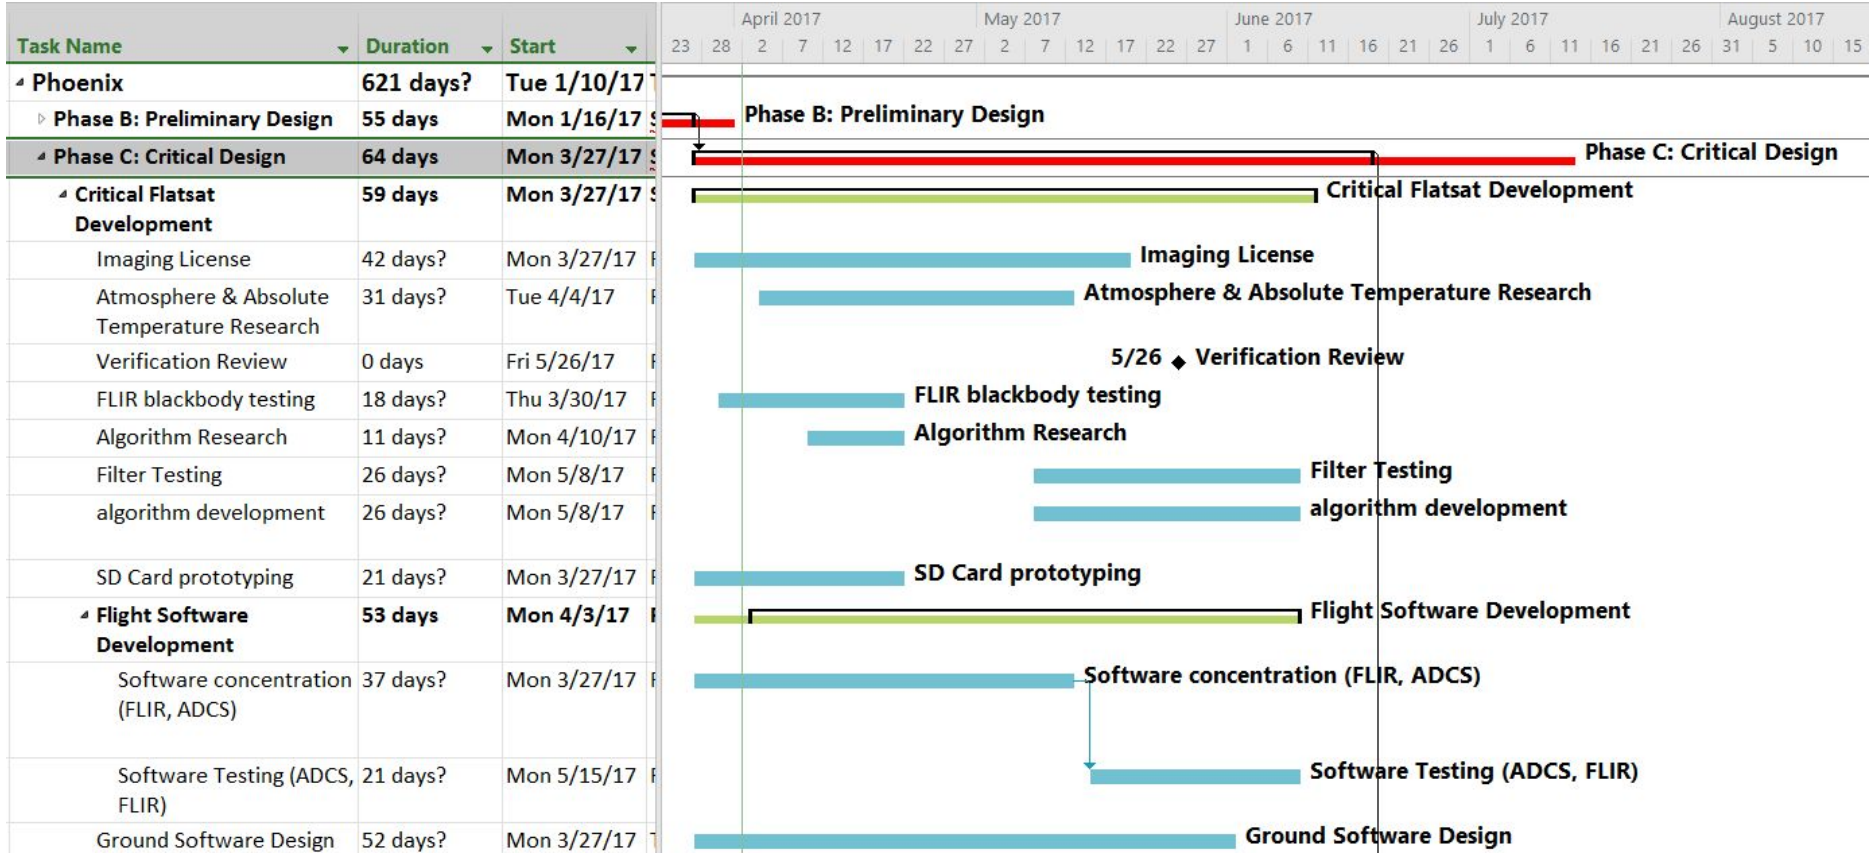 April 2017 May 2017 June 2017 July 2017 August 2017
Task Name Duration Start 23 28 2 7 12 17 22 27 2 7 12 17 22 27 1 6 11 16 21 26 1 6 11 16 21 26 31 5 10 15
Phoenix 621 days? Tue 1/10/17
Phase B: Preliminary Design 55 days Mon 1/16/17 Phase B: Preliminary Design
Phase C: Critical Design 64 days Mon 3/27/17 Phase C: Critical Design
Critical Flatsat 59 days Mon 3/27/17 Critical Flatsat Development
Development
Imaging License 42 days? Mon 3/27/17 Imaging License
Atmosphere & Absolute 31 days? Tue 4/4/17 Atmosphere & Absolute Temperature Research
Temperature Research
Verification Review 0 days Fri 5/26/17 5/26 Verification Review
FLIR blackbody testing 18 days? Thu 3/30/17 FLIR blackbody testing
Algorithm Research 11 days? Mon 4/10/17 Algorithm Research
Filter Testing 26 days? Mon 5/8/17 Filter Testing
algorithm development 26 days? Mon 5/8/17 algorithm development
SD Card prototyping 21 days? Mon 3/27/17 SD Card prototyping
Flight Software 53 days Mon 4/3/17 Flight Software Development
Development
Software concentration 37 days? Mon 3/27/17 Software concentration (FLIR, ADCS)
(FLIR, ADCS)
Software Testing (ADCS, 21 days? Mon 5/15/17 Software Testing (ADCS, FLIR)
FLIR)
Ground Software Design 52 days? Mon 3/27/17 Ground Software Design